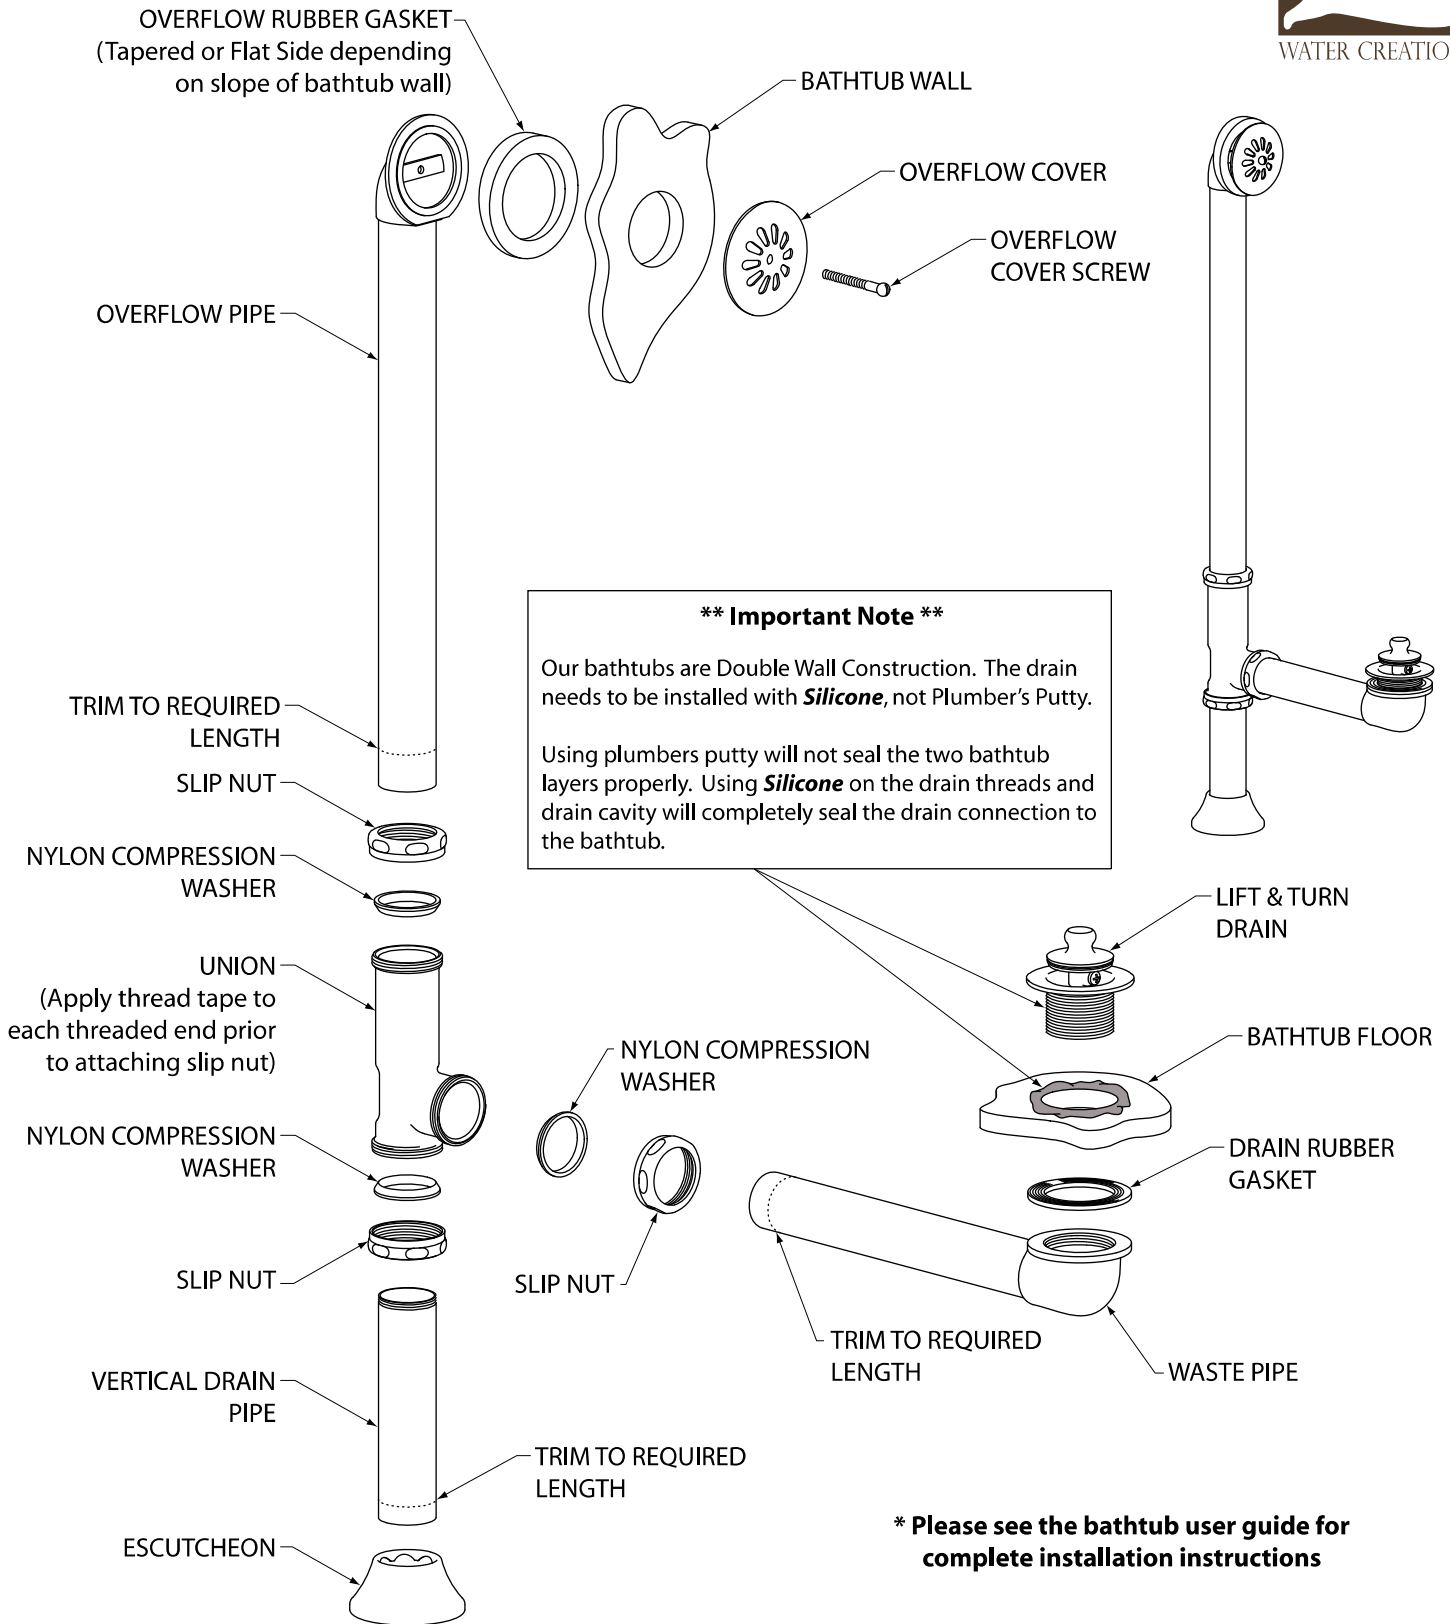 OVERFLOW RUBBER GASKET
(Tapered or Flat Side depending
on slope of bathtub wall)
WATER CREATIO
BATHTUB WALL
OVERFLOW COVER
OVERFLOW
COVER SCREW
OVERFLOW PIPE
** Important Note **
Our bathtubs are Double Wall Construction. The drain
needs to be installed with Silicone, not Plumber's Putty.
Using plumbers putty will not seal the two bathtub
layers properly. Using Silicone on the drain threads and
drain cavity will completely seal the drain connection to
the bathtub.
TRIM TO REQUIRED
LENGTH
SLIP NUT
NYLON COMPRESSION
WASHER
UNION
(Apply thread tape to
each threaded end prior
to attaching slip nut)
NYLON COMPRESSION
WASHER
SLIP NUT
VERTICAL DRAIN
PIPE
ESCUTCHEON
TRIM TO REQUIRED
LENGTH
NYLON COMPRESSION
WASHER
SLIP NUT
LIFT & TURN
DRAIN
BATHTUB FLOOR
DRAIN RUBBER
GASKET
TRIM TO REQUIRED
LENGTH
WASTE PIPE
* Please see the bathtub user guide for
complete installation instructions